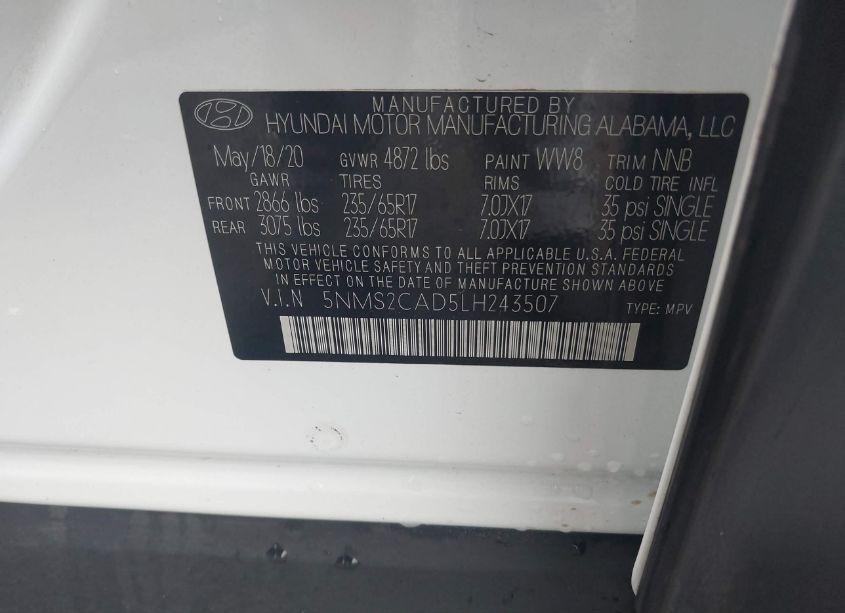 MANUFACTURED BY
HYUNDAI MOTOR MANUFACTURING ALABAMA, LLC
May/18/20 GVWR 4872 lbs PAINT WW8 TRIM NNB
GAWR TIRES RIMS COLD TIRE INFL
FRONT 2866 lbs 235/65R17 7.0JX17 35 psi SINGLE
REAR 3075 lbs 235/65R17 7.0JX17 35 psi SINGLE
THIS VEHICLE CONFORMS TO ALL APPLICABLE U.S.A. FEDERAL
MOTOR VEHICLE SAFETY AND THEFT PREVENTION STANDARDS
IN EFFECT ON THE DATE OF MANUFACTURE SHOWN ABOVE
V.I.N 5NMS2CAD5LH243507 TYPE: MPV